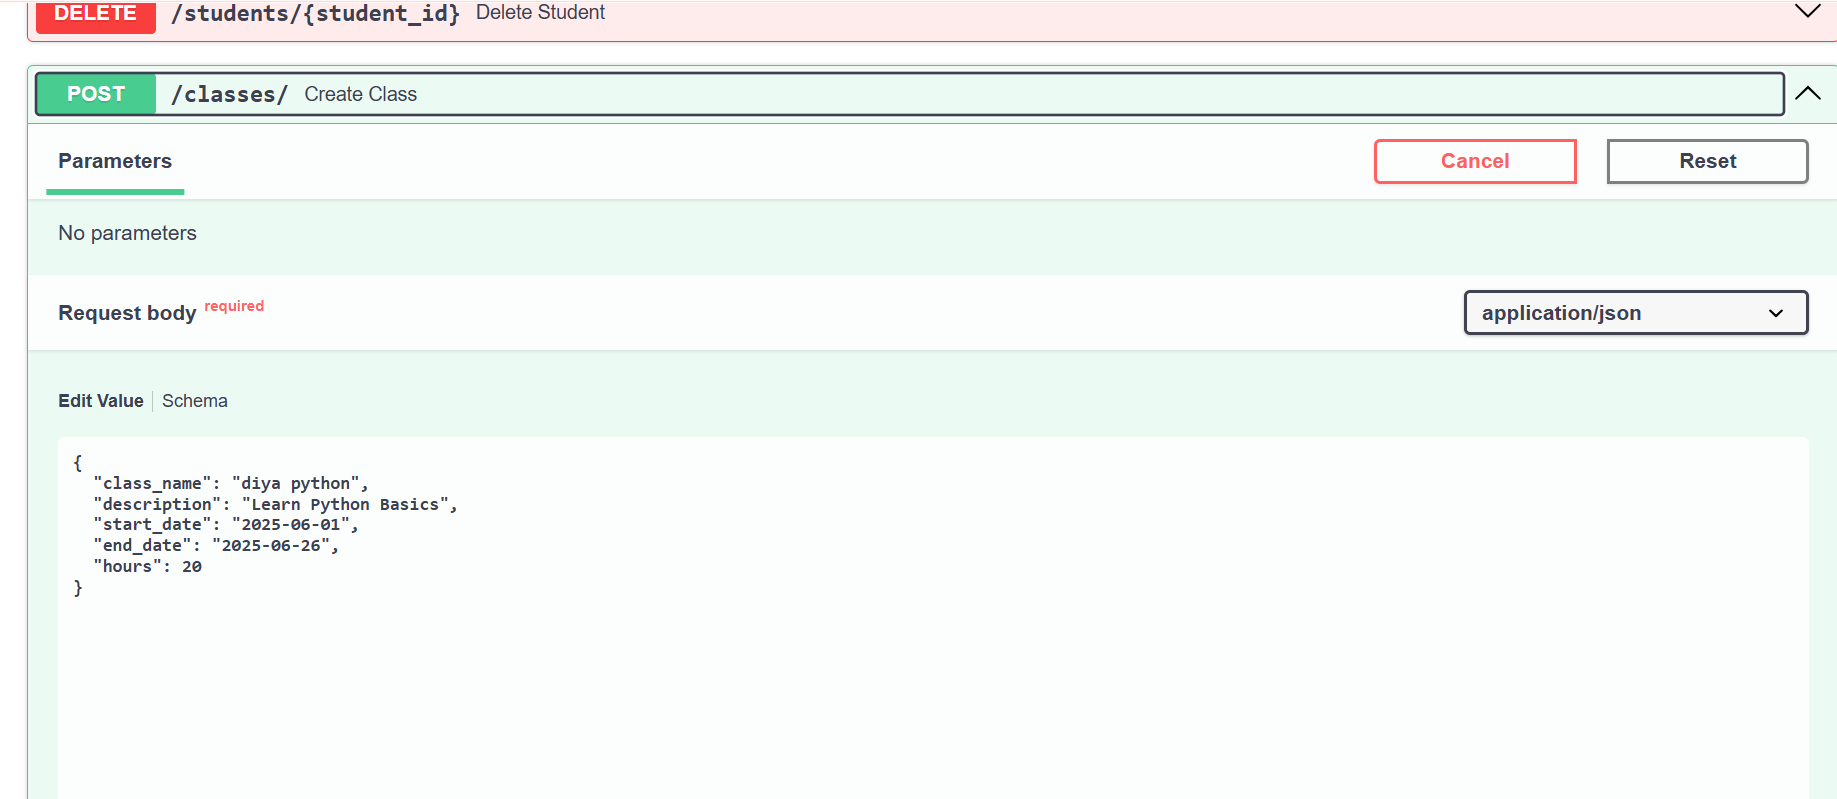 DELETE /students/{student_id} Delete Student
POST /classes/ Create Class
Parameters Cancel Reset
No parameters
Request body required application/json
Edit Value Schema
{
"class_name": "diya python",
"description": "Learn Python Basics",
"start_date": "2025-06-01",
"end_date": "2025-06-26",
"hours": 20
}